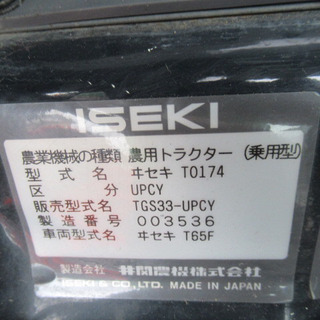 ISEKI
農業機械の種類 農用トラクター (乗用型)
型式名 ヰセキ T0174
区分 UPCY
販売型式名 TGS33-UPCY
製造番号 003536
車両型式名 ヰセキ T65F
製造会社 井関農機株式会社
ISEKI & CO., LTD. MADE IN JAPAN